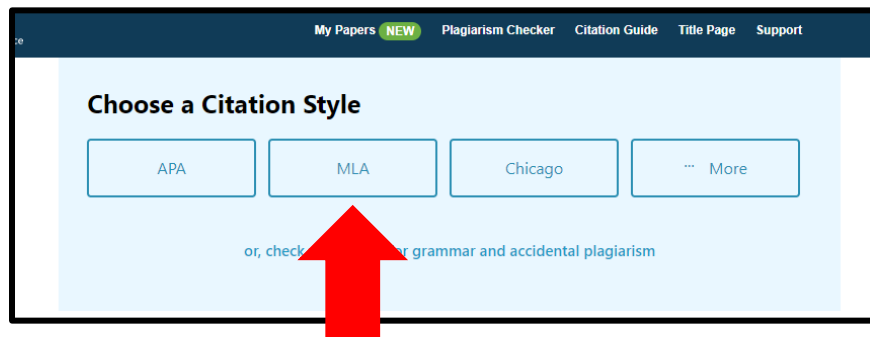 My Papers NEW Plagiarism Checker Citation Guide Title Page Support
ce
Choose a Citation Style
APA MLA Chicago ... More
or, check grammar and accidental plagiarism